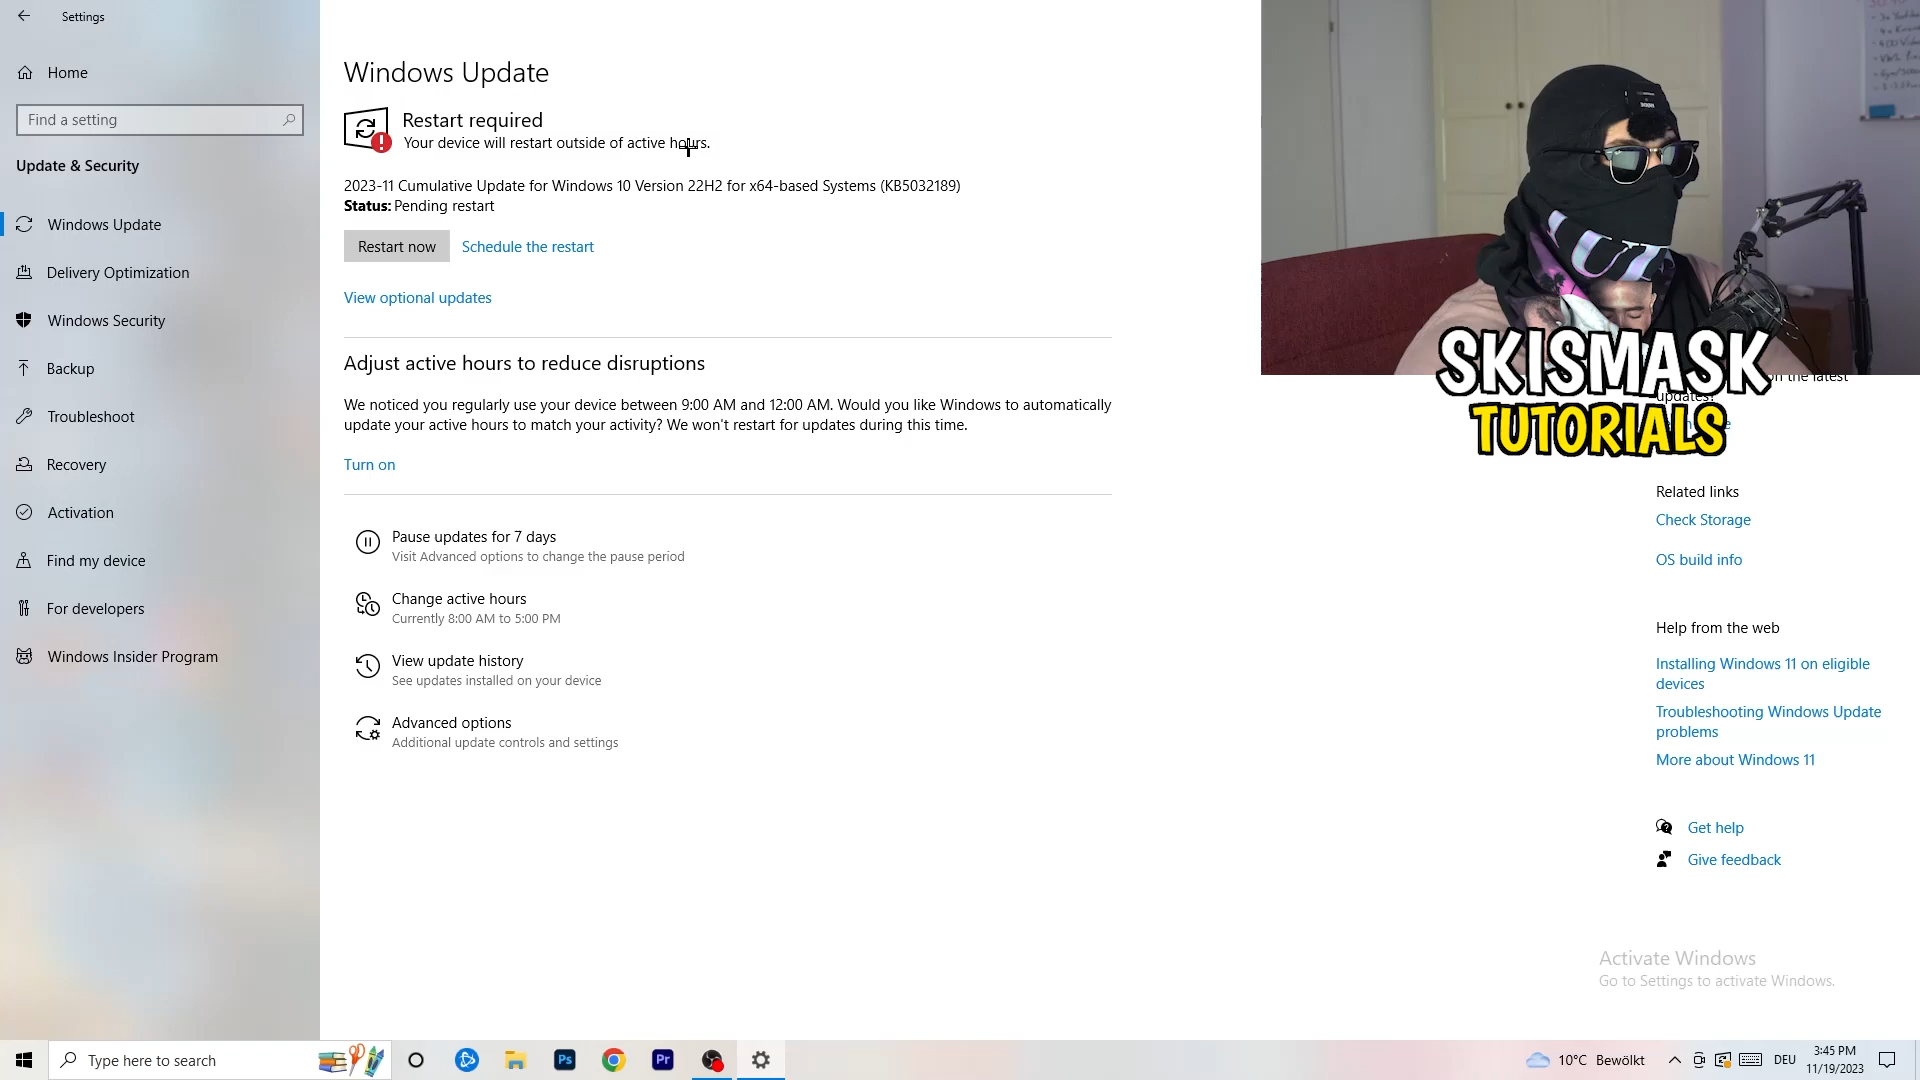 Settings
Home
Find a setting
Update & Security
Windows Update
Delivery Optimization
Windows Security
Backup
Troubleshoot
Recovery
Activation
Find my device
For developers
Windows Insider Program
Windows Update
Restart required
Your device will restart outside of active hours.
2023-11 Cumulative Update for Windows 10 Version 22H2 for x64-based Systems (KB5032189)
Status: Pending restart
Restart now
Schedule the restart
View optional updates
Adjust active hours to reduce disruptions
We noticed you regularly use your device between 9:00 AM and 12:00 AM. Would you like Windows to automatically
update your active hours to match your activity? We won't restart for updates during this time.
Turn on
Pause updates for 7 days
Visit Advanced options to change the pause period
Change active hours
Currently 8:00 AM to 5:00 PM
View update history
See updates installed on your device
Advanced options
Additional update controls and settings
SKISMASK
TUTORIALS
on the latest
updates?
Related links
Check Storage
OS build info
Help from the web
Installing Windows 11 on eligible
devices
Troubleshooting Windows Update
problems
More about Windows 11
Get help
Give feedback
Activate Windows
Go to Settings to activate Windows.
Type here to search
Ps
Pr
10°C Bewölkt
DEU
3:45 PM
11/19/2023